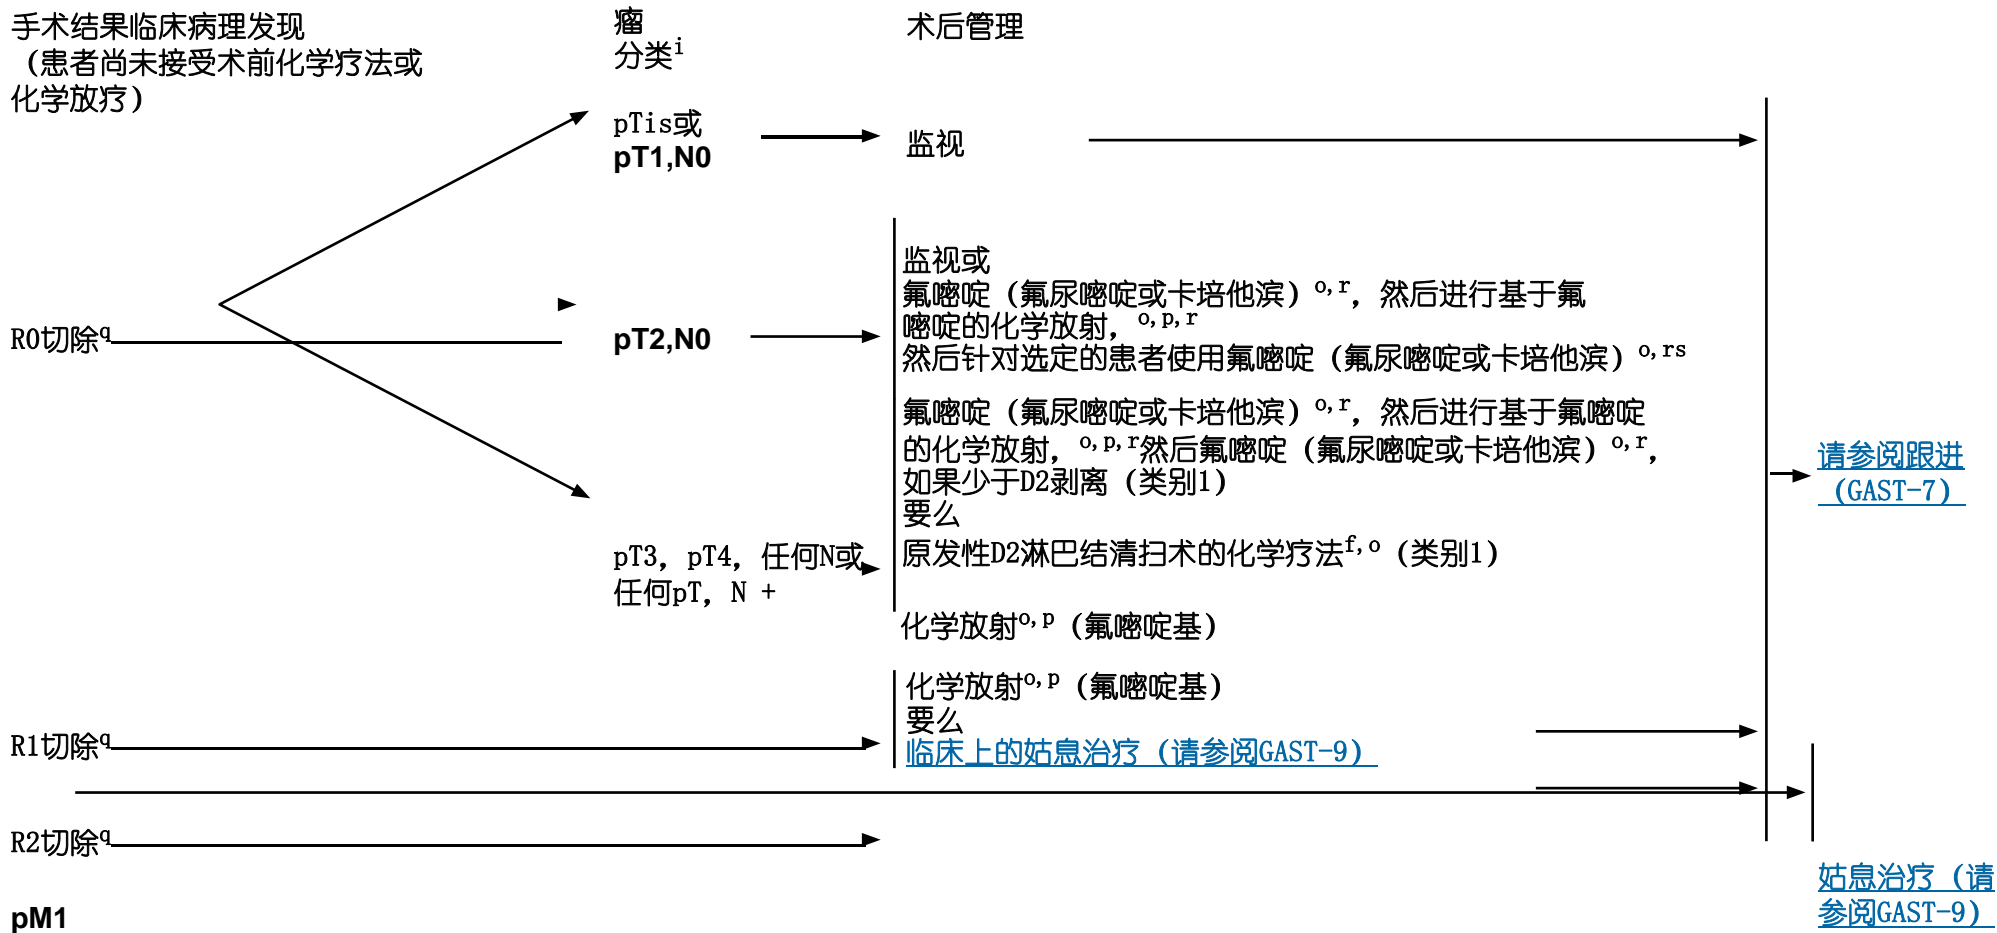 手术结果临床病理发现
（患者尚未接受术前化学疗法或
化学放疗）
瘤
分类i
术后管理
pTis或
pT1,N0
监视
R0切除q
pT2,N0
监视或
氟嘧啶（氟尿嘧啶或卡培他滨）o,r，然后进行基于氟
嘧啶的化学放射，o,p,r
然后针对选定的患者使用氟嘧啶（氟尿嘧啶或卡培他滨）o,rs
pT3，pT4，任何N或
任何pT，N +
氟嘧啶（氟尿嘧啶或卡培他滨）o,r，然后进行基于氟嘧啶
的化学放射，o,p,r然后氟嘧啶（氟尿嘧啶或卡培他滨）o,r，
如果少于D2剥离（类别1）
要么
原发性D2淋巴结清扫术的化学疗法f,o（类别1）
请参阅跟进
（GAST-7）
化学放射o,p（氟嘧啶基）
R1切除q
化学放射o,p（氟嘧啶基）
要么
临床上的姑息治疗（请参阅GAST-9）
R2切除q
pM1
姑息治疗（请
参阅GAST-9）